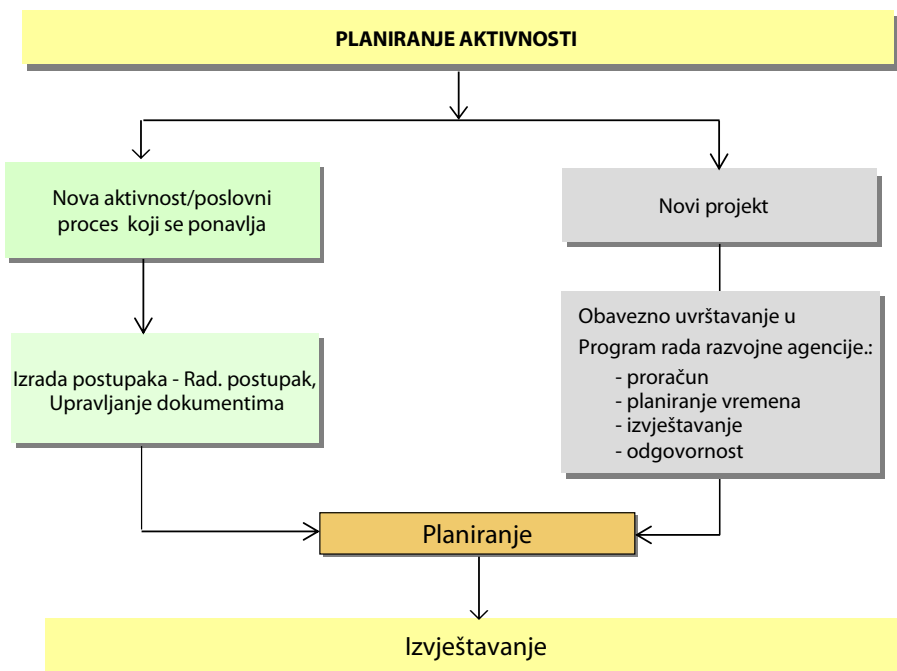 PLANIRANJE AKTIVNOSTI
Nova aktivnost/poslovni
proces koji se ponavlja
Novi projekt
Izrada postupaka - Rad. postupak,
Upravljanje dokumentima
Obavezno uvrštavanje u
Program rada razvojne agencije.:
- proračun
- planiranje vremena
- izvještavanje
- odgovornost
Planiranje
Izvještavanje